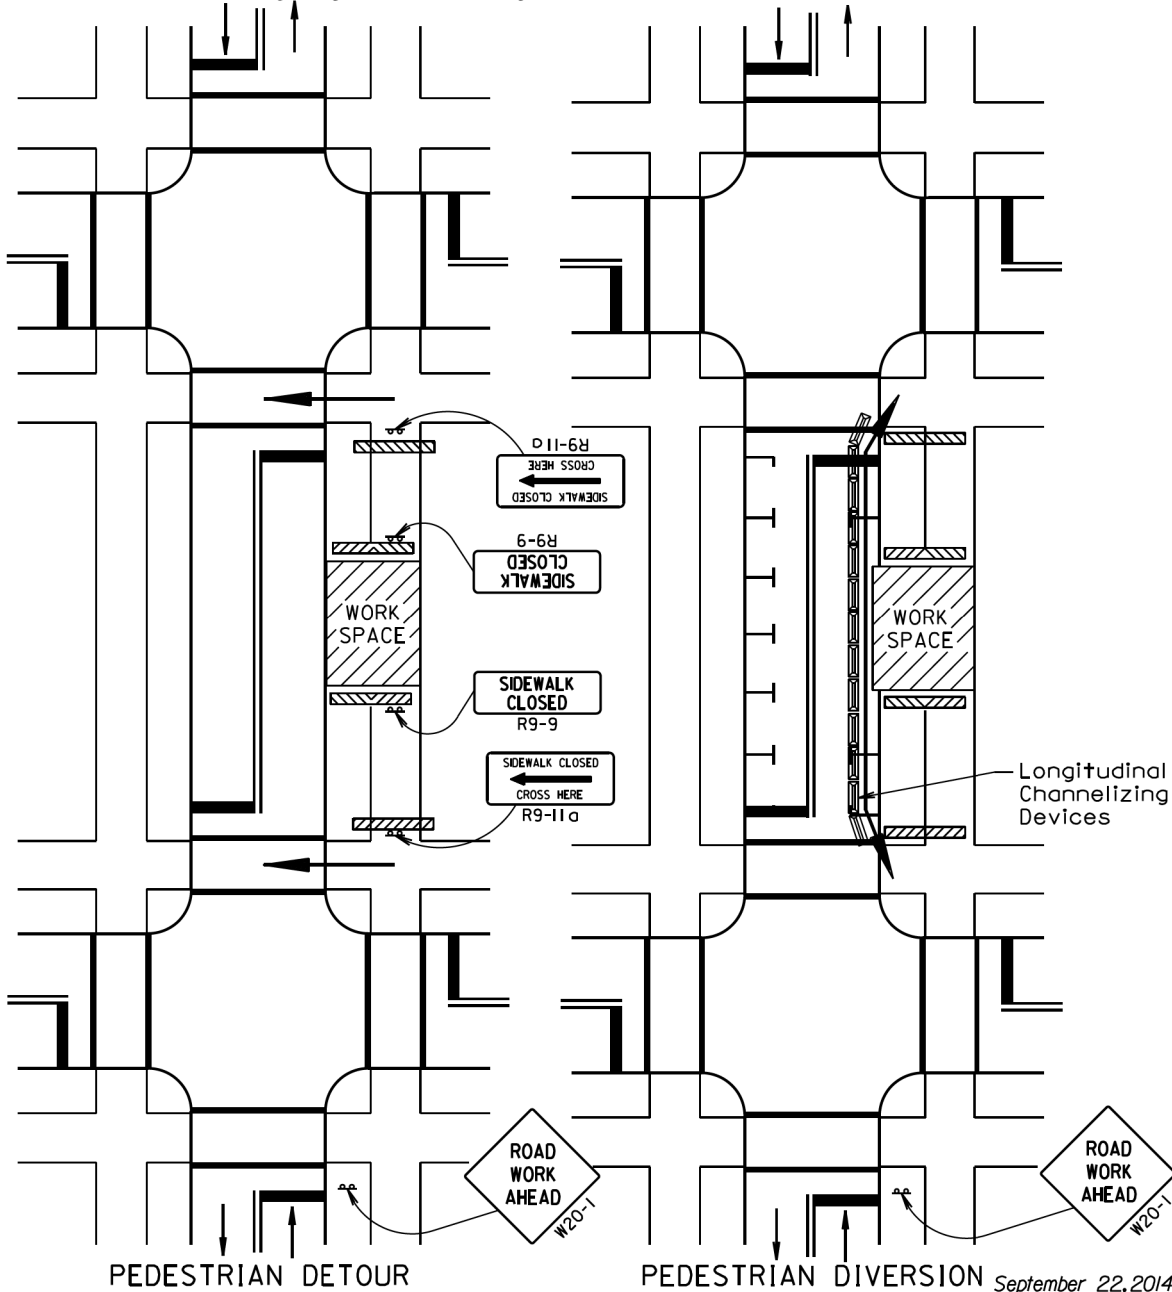 R9-11a
SIDEWALK CLOSED
CROSS HERE
R9-9
SIDEWALK
CLOSED
WORK
SPACE
SIDEWALK
CLOSED
R9-9
SIDEWALK CLOSED
CROSS HERE
R9-11a
ROAD
WORK
AHEAD
W20-1
PEDESTRIAN DETOUR
WORK
SPACE
Longitudinal
Channelizing
Devices
ROAD
WORK
AHEAD
W20-1
PEDESTRIAN DIVERSION
September 22, 2014